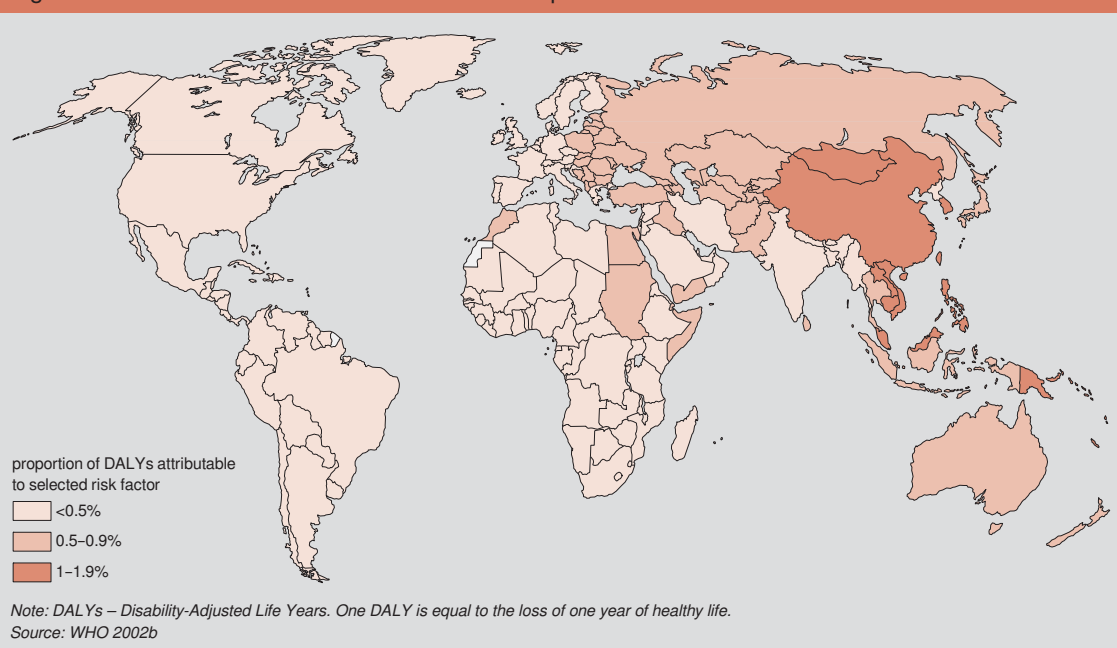 proportion of DALYs attributable
to selected risk factor
<0.5%
0.5–0.9%
1–1.9%
Note: DALYs – Disability-Adjusted Life Years. One DALY is equal to the loss of one year of healthy life.
Source: WHO 2002b